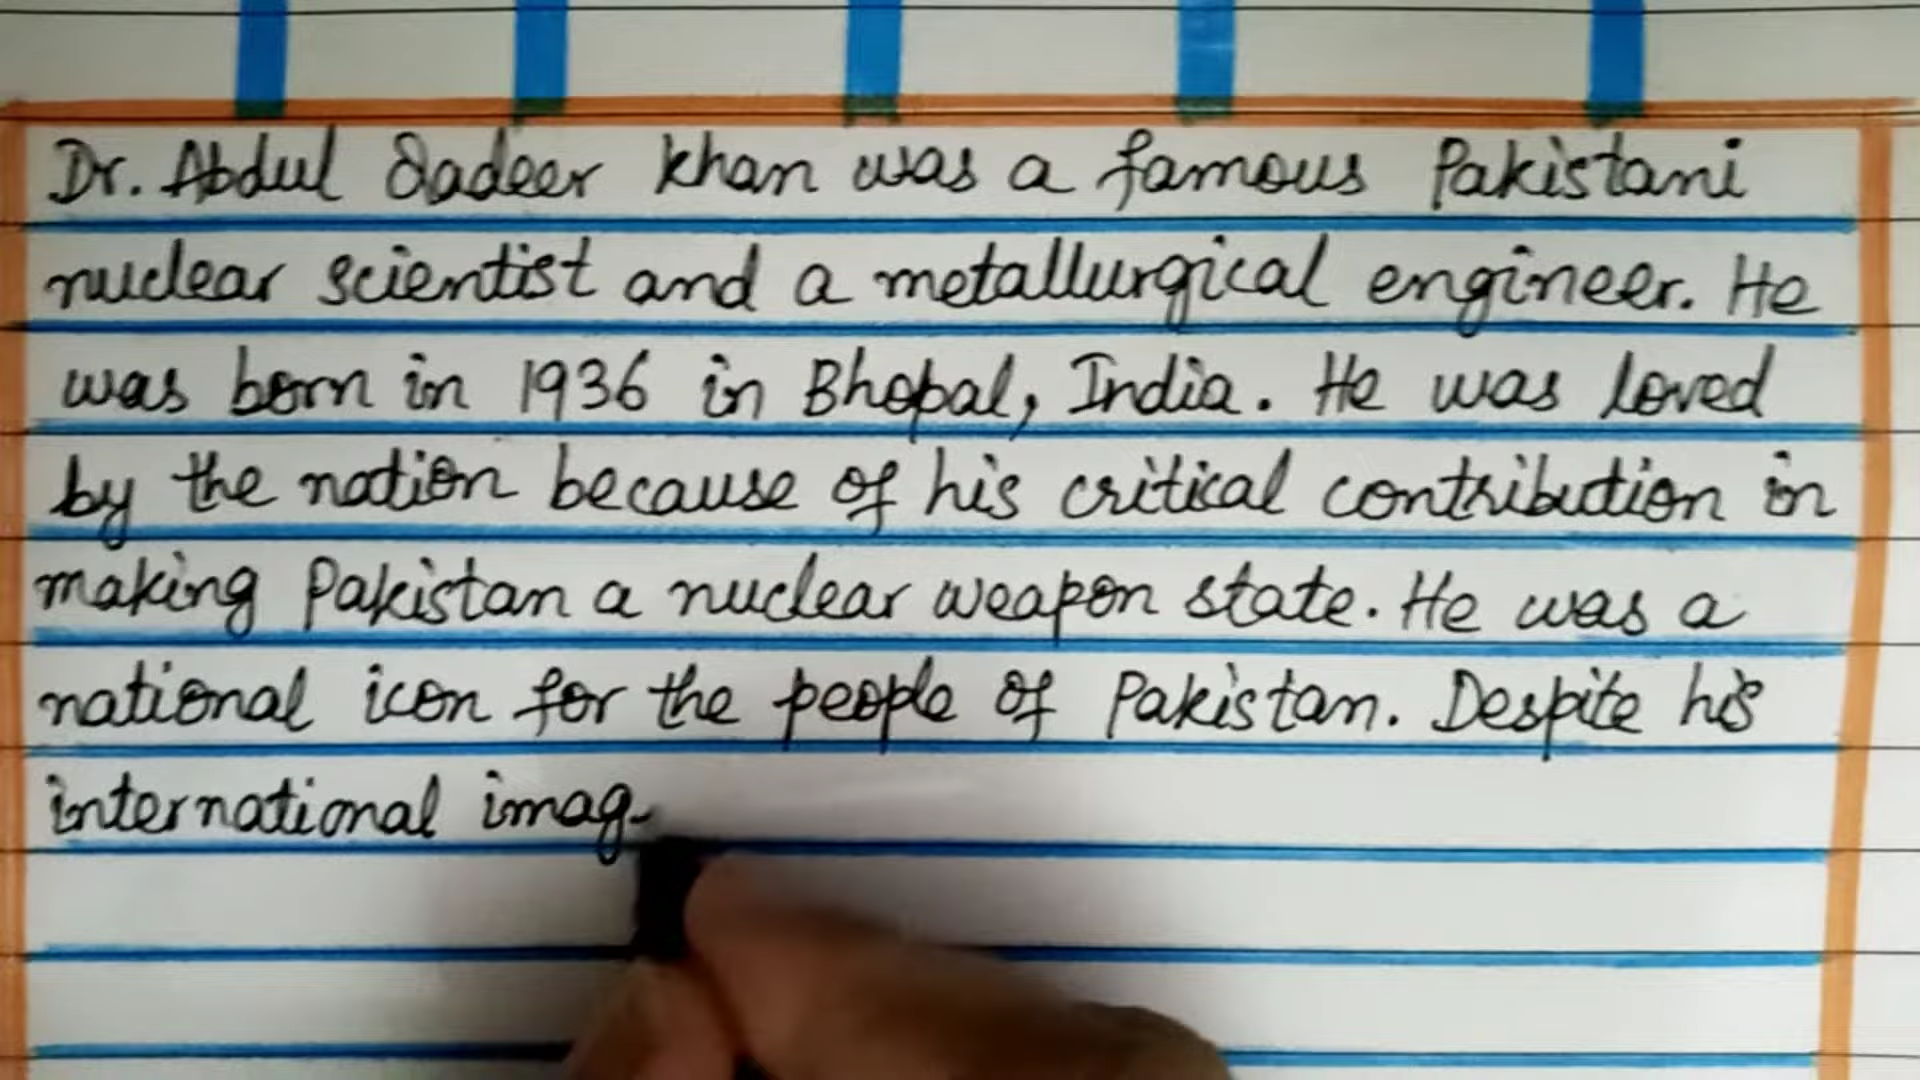 Dr. Abdul Qadeer Khan was a famous Pakistani
nuclear scientist and a metallurgical engineer. He
was born in 1936 in Bhopal, India. He was loved
by the nation because of his critical contribution in
making Pakistan a nuclear weapon state. He was a
national icon for the people of Pakistan. Despite his
international imag